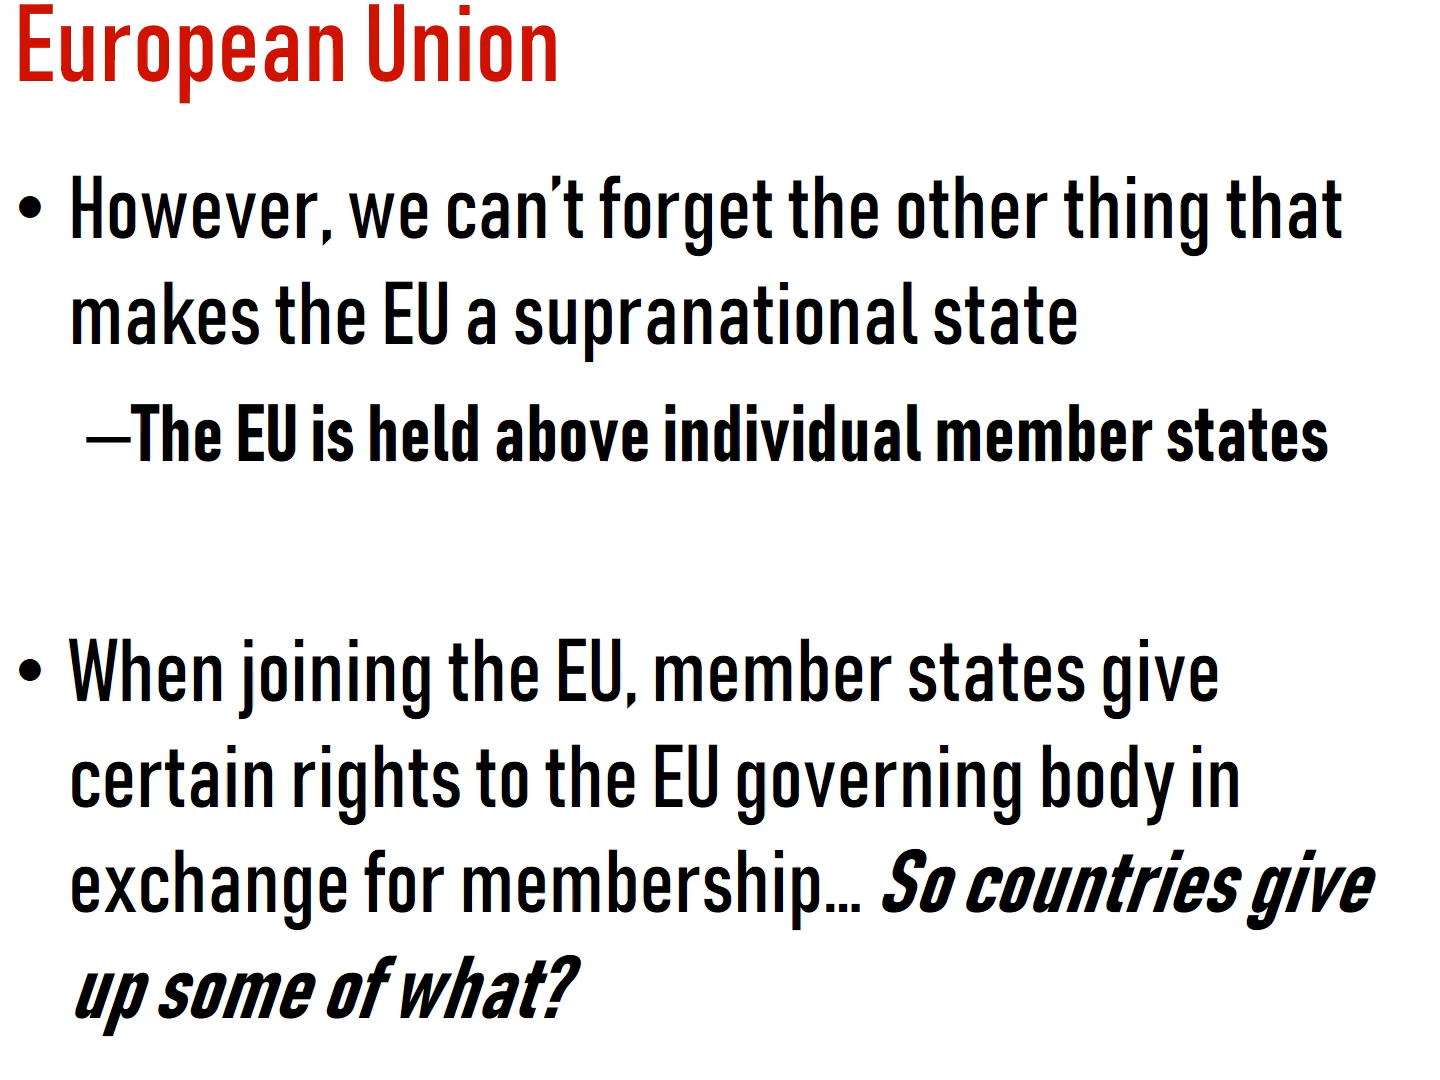 European Union
• However, we can’t forget the other thing that
makes the EU a supranational state
–The EU is held above individual member states
• When joining the EU, member states give
certain rights to the EU governing body in
exchange for membership... So countries give
up some of what?